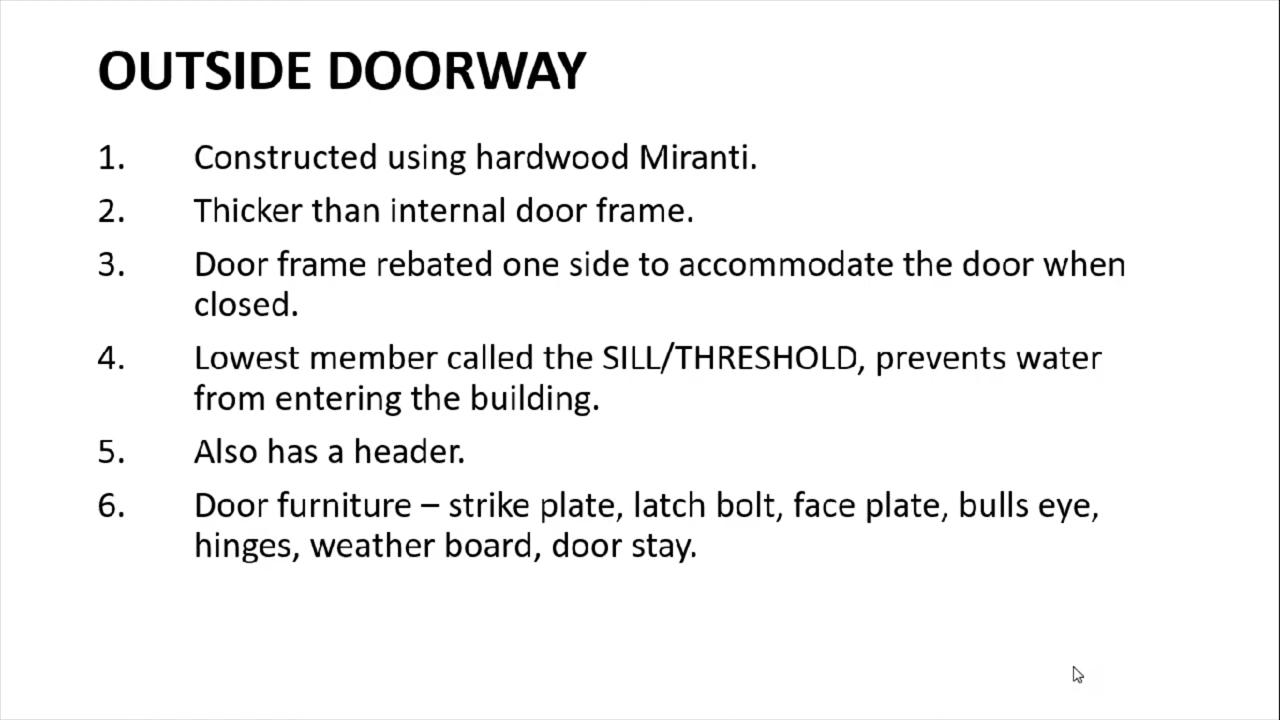 OUTSIDE DOORWAY
1. Constructed using hardwood Miranti.
2. Thicker than internal door frame.
3. Door frame rebated one side to accommodate the door when
closed.
4. Lowest member called the SILL/THRESHOLD, prevents water
from entering the building.
5. Also has a header.
6. Door furniture – strike plate, latch bolt, face plate, bulls eye,
hinges, weather board, door stay.